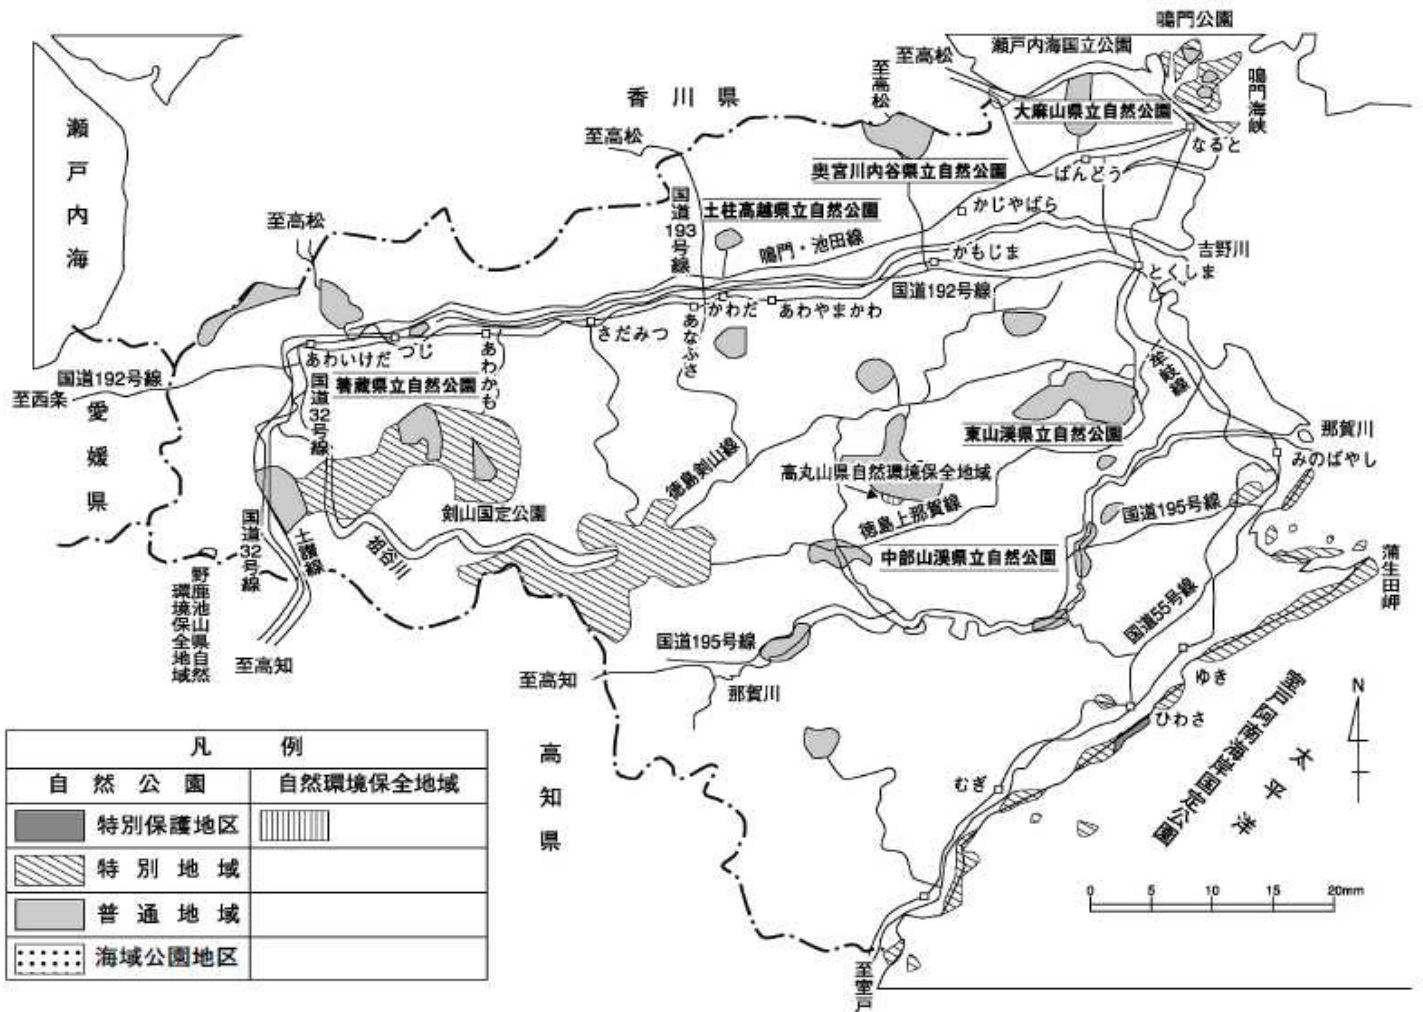 鳴門公園
瀬戸内海国立公園
至高松
至高松
鳴門海峡
香川県
大麻山県立自然公園
至高松
なると
瀬戸内海
ばんどう
奥宮川内谷県立自然公園
国道193号線
土柱高越県立自然公園
かじやばら
至高松
鳴門・池田線
かもじま
吉野川
とくしま
国道192号線
かわだ
あわやまかわ
あなぶさ
さだみつ
つじ
あわいけだ
あわかも
牟岐線
国道192号線
至西条
箸蔵県立自然公園
国道32号線
愛媛県
東山渓県立自然公園
那賀川
みのばやし
高丸山県自然環境保全地域
徳島剣山線
剣山国定公園
徳島上那賀線
国道195号線
国道32号線
土讃線
祖谷川
中部山渓県立自然公園
蒲生田岬
野鹿池山県自然環境保全地域
国道55号線
国道195号線
至高知
至高知
那賀川
ゆき
ひわさ
室戸阿南海岸国定公園
太平洋
N
高知県
むぎ
0 5 10 15 20mm
至室戸
凡例
自然公園 自然環境保全地域
特別保護地区
特別地域
普通地域
海域公園地区